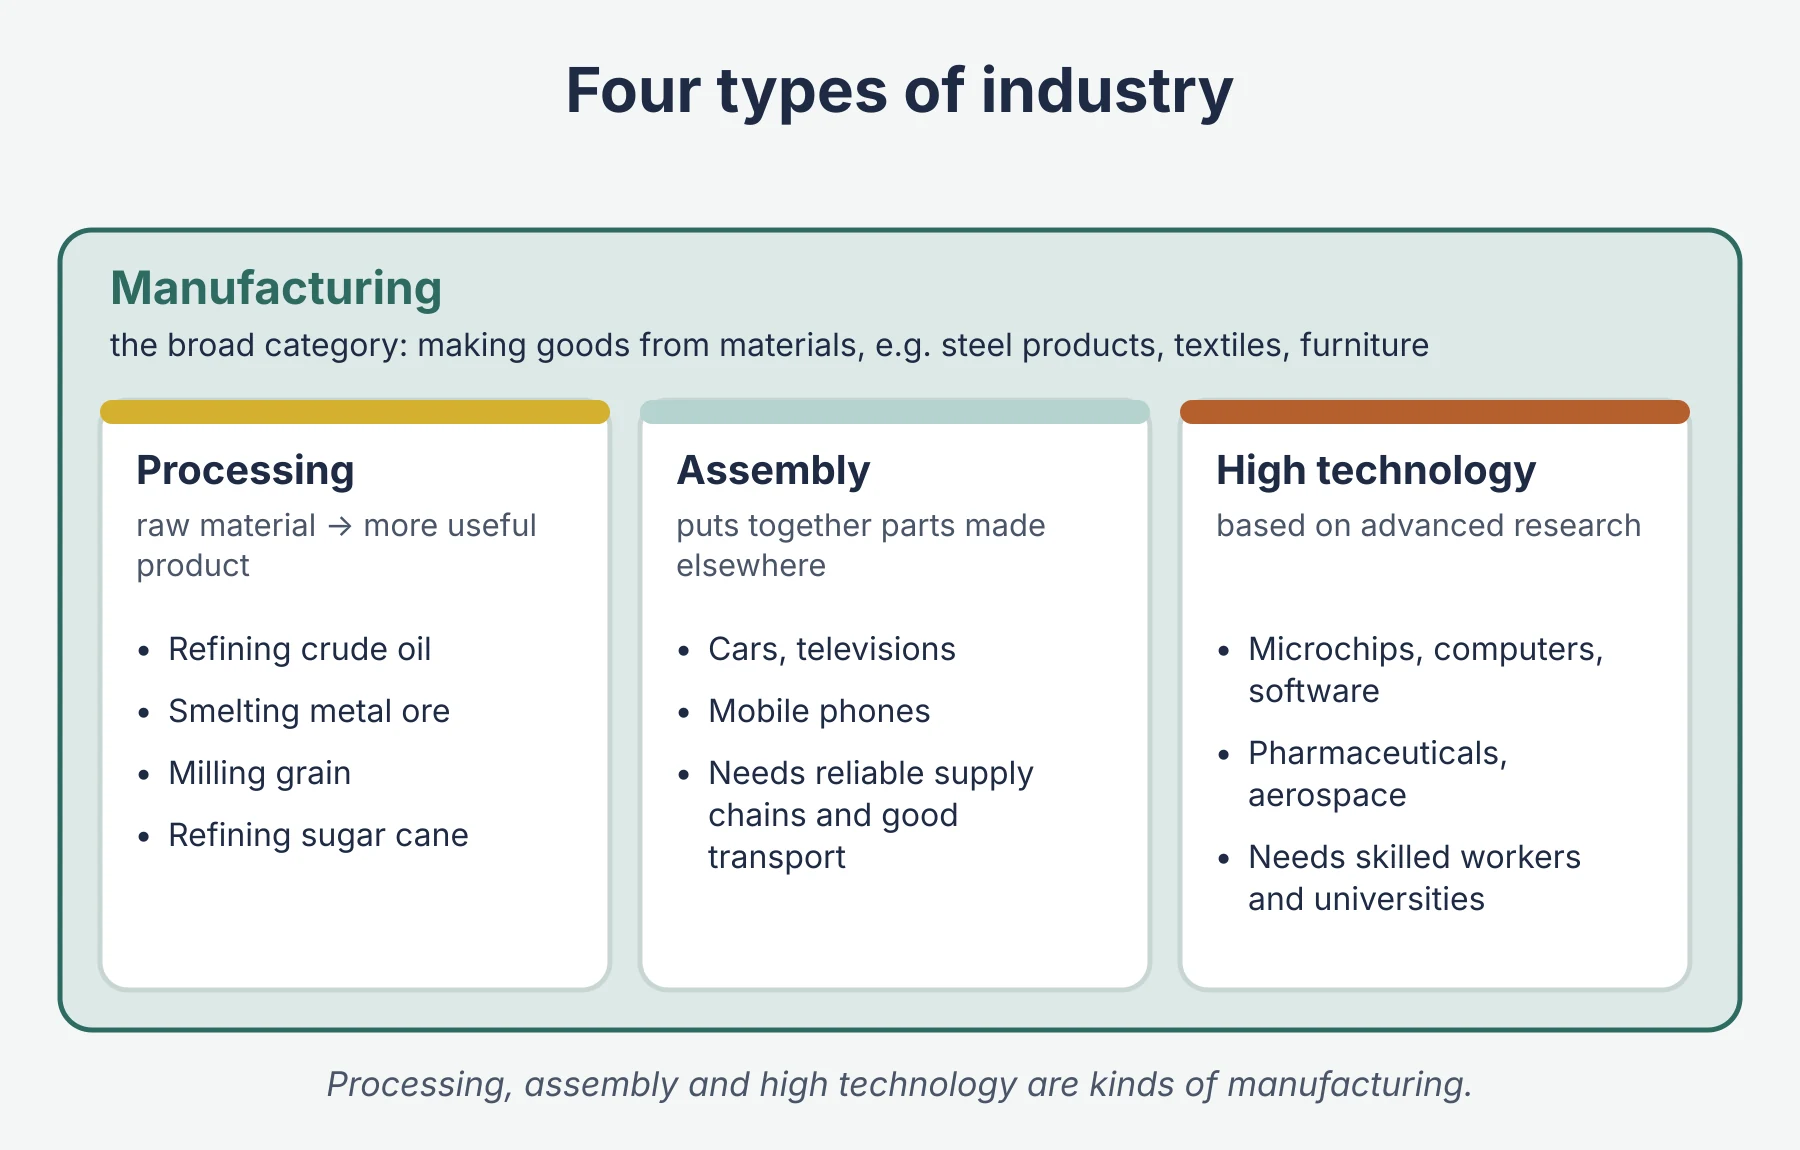 Four types of industry
Manufacturing
the broad category: making goods from materials, e.g. steel products, textiles, furniture
Processing
raw material → more useful
product
• Refining crude oil
• Smelting metal ore
• Milling grain
• Refining sugar cane
Assembly
puts together parts made
elsewhere
• Cars, televisions
• Mobile phones
• Needs reliable supply
chains and good
transport
High technology
based on advanced research
• Microchips, computers,
software
• Pharmaceuticals,
aerospace
• Needs skilled workers
and universities
Processing, assembly and high technology are kinds of manufacturing.